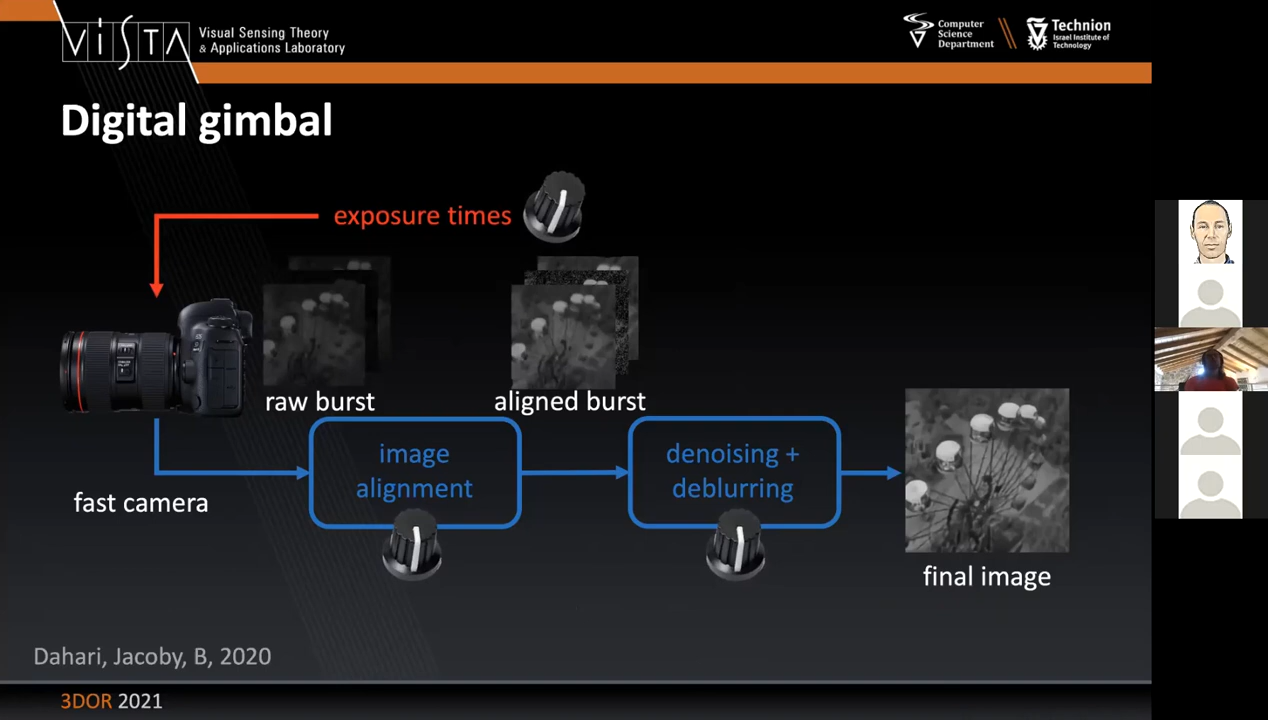 ViSTA
Visual Sensing Theory
& Applications Laboratory
Computer
Science
Department
Technion
Israel Institute of
Technology
Digital gimbal
exposure times
raw burst
aligned burst
image
alignment
denoising +
deblurring
fast camera
final image
Dahari, Jacoby, B, 2020
3DOR 2021